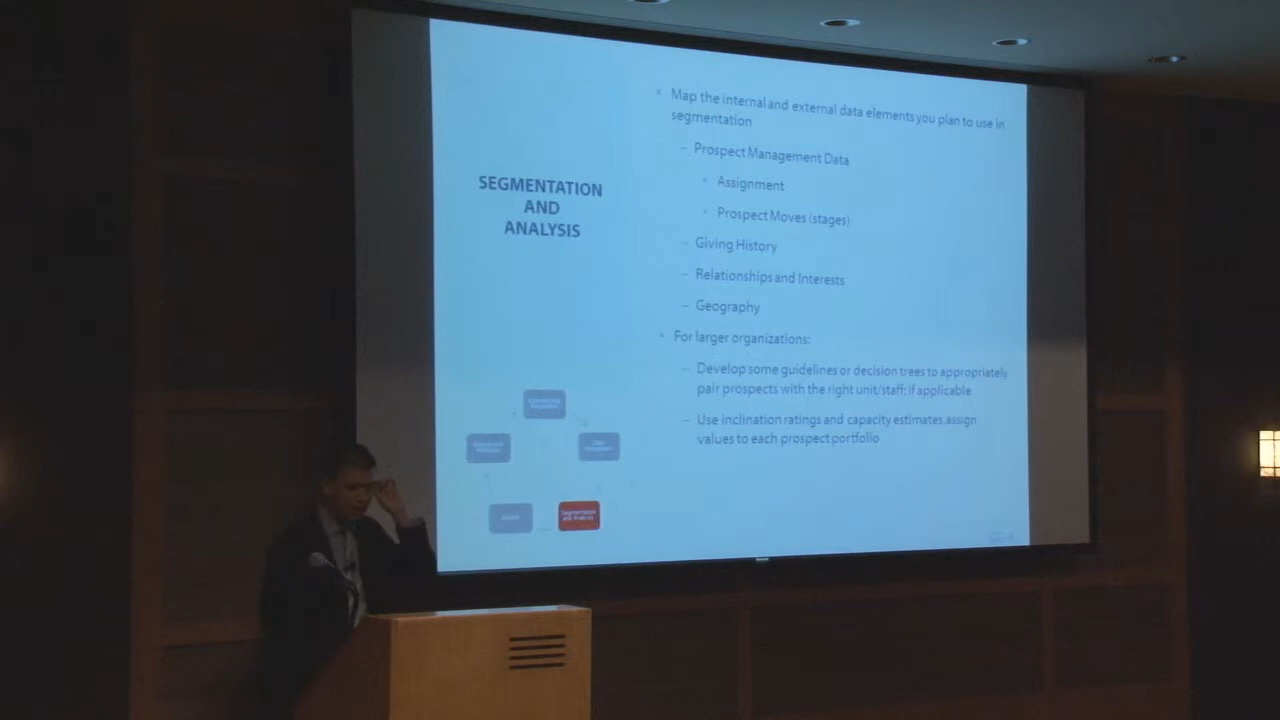 SEGMENTATION
AND
ANALYSIS
Map the internal and external data elements you plan to use in
segmentation
Prospect Management Data
Assignment
Prospect Moves (stages)
Giving History
Relationships and Interests
Geography
For larger organizations:
Develop some guidelines or decision trees to appropriately
pair prospects with the right unit/staff; if applicable
Use inclination ratings and capacity estimates assign
values to each prospect portfolio
Segmentation
and Analysis